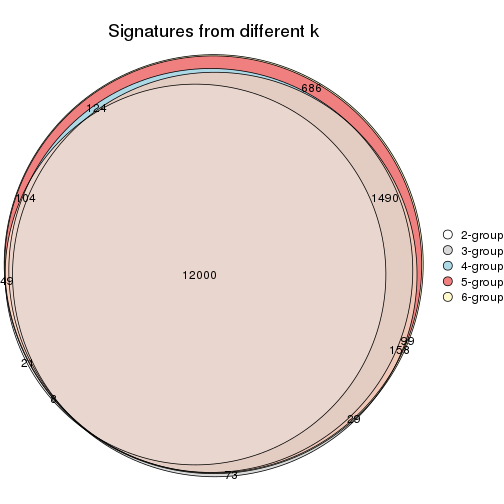 Signatures from different k
686
124
104
1490
2-group
3-group
4-group
5-group
6-group
12000
49
99
158
21
8
29
73